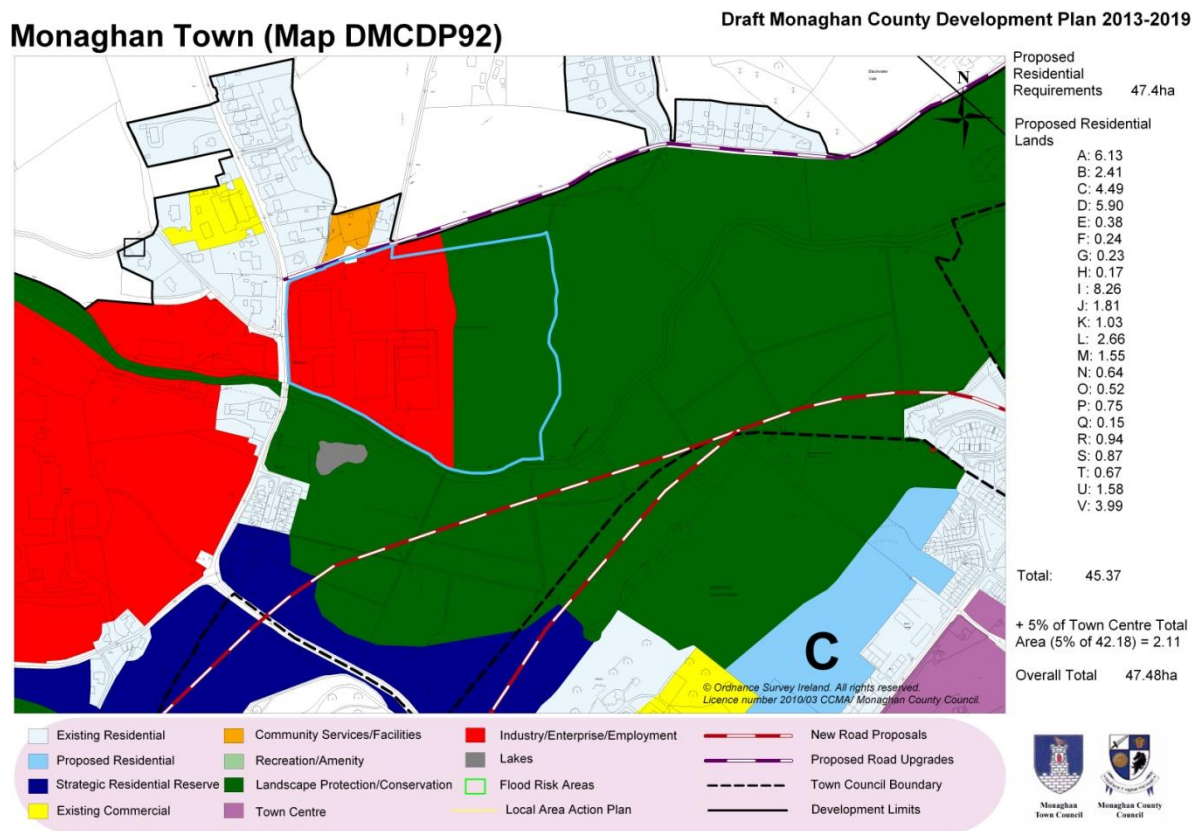 Draft Monaghan County Development Plan 2013-2019
Monaghan Town (Map DMCDP92)
Proposed
Residential
Requirements 47.4ha
Proposed Residential
Lands
A: 6.13
B: 2.41
C: 4.49
D: 5.90
E: 0.38
F: 0.24
G: 0.23
H: 0.17
I : 8.26
J: 1.81
K: 1.03
L: 2.66
M: 1.55
N: 0.64
O: 0.52
P: 0.75
Q: 0.15
R: 0.94
S: 0.87
T: 0.67
U: 1.58
V: 3.99
Total: 45.37
+ 5% of Town Centre Total
Area (5% of 42.18) = 2.11
Overall Total 47.48ha
N
C
© Ordnance Survey Ireland. All rights reserved.
Licence number 2010/03 CCMA/ Monaghan County Council.
Existing Residential
Proposed Residential
Strategic Residential Reserve
Existing Commercial
Community Services/Facilities
Recreation/Amenity
Landscape Protection/Conservation
Town Centre
Industry/Enterprise/Employment
Lakes
Flood Risk Areas
Local Area Action Plan
New Road Proposals
Proposed Road Upgrades
Town Council Boundary
Development Limits
Monaghan
Town Council
Monaghan County
Council